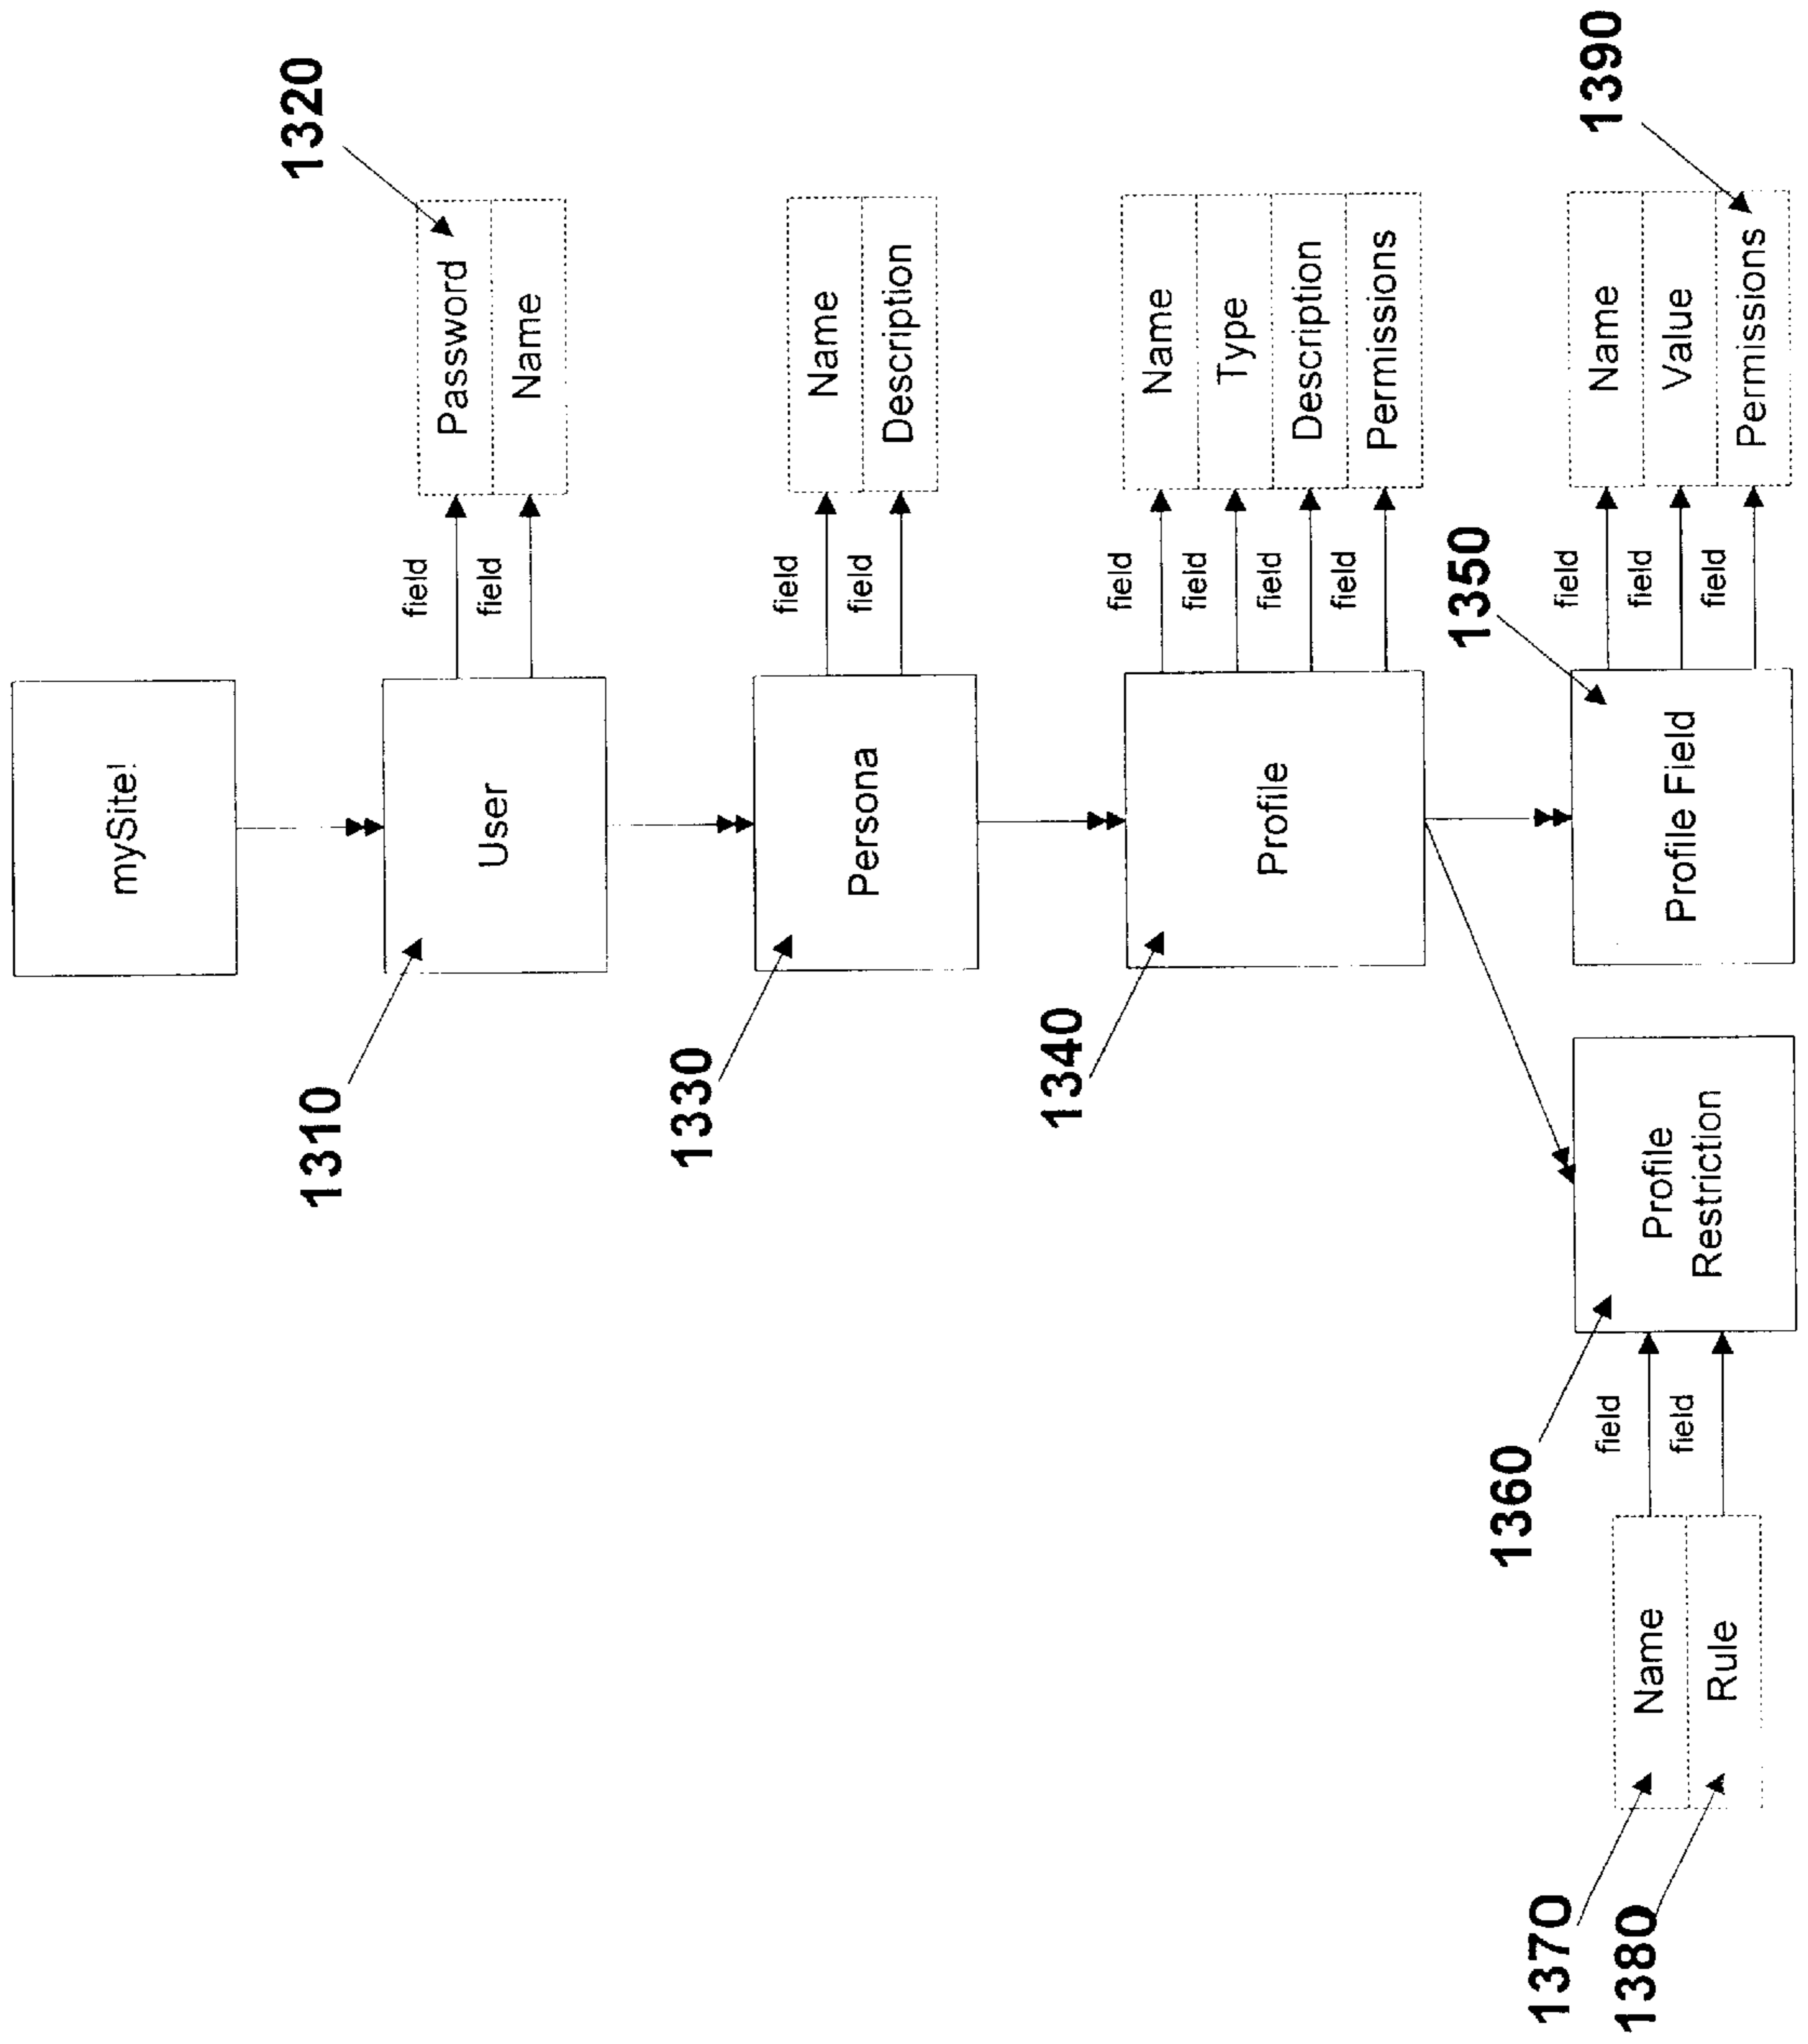 mySite!
1320
Password
Name
field
field
User
1310
Name
Description
field
field
Persona
1330
Name
Type
Description
Permissions
field
field
field
field
Profile
1340
1390
Name
Value
Permissions
field
field
field
1350
Profile Field
Profile
Restriction
1360
field
field
Name
Rule
1370
1380